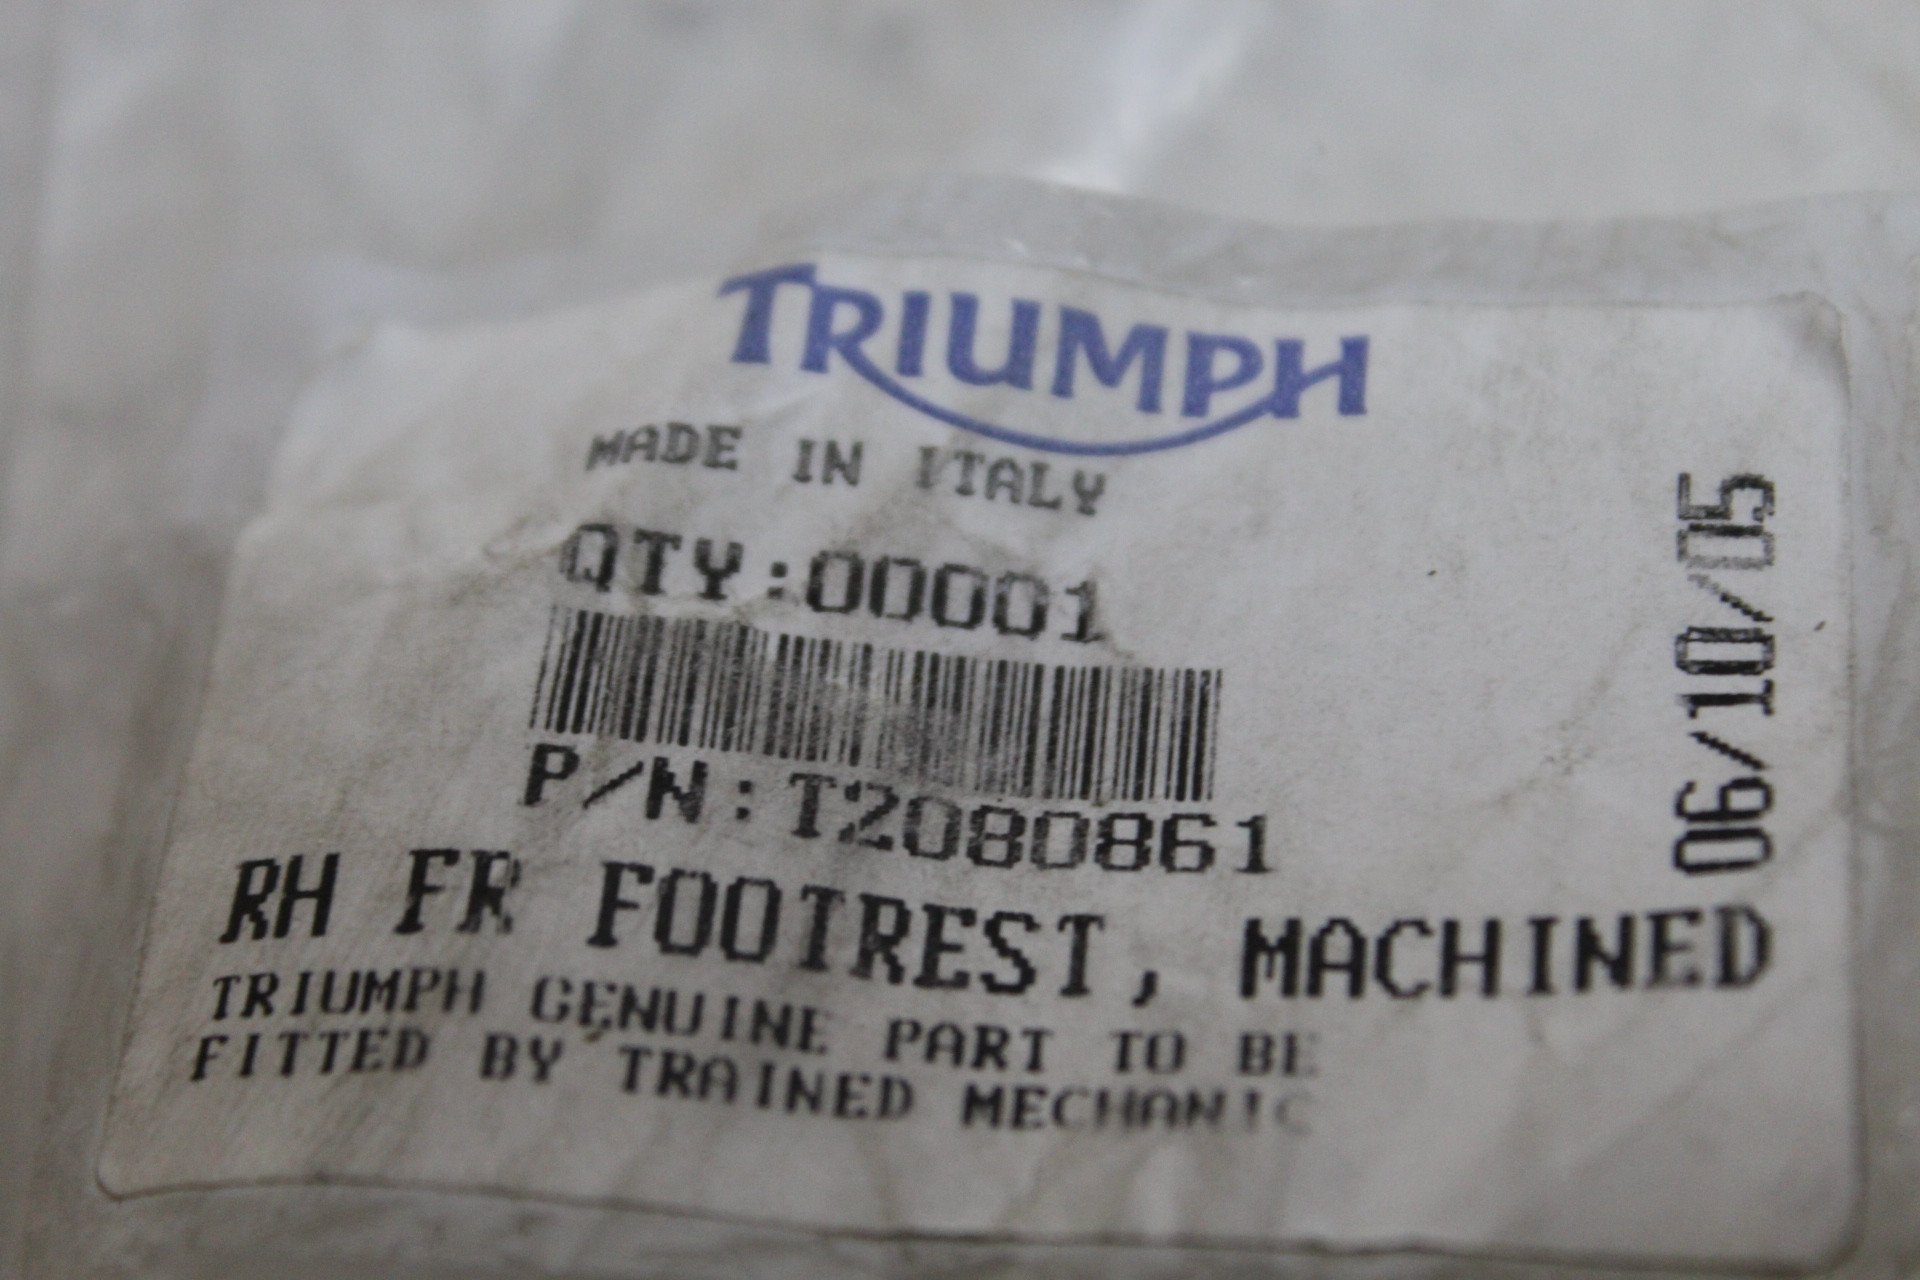 TRIUMPH
MADE IN ITALY
QTY:00001
P/N:T2080861
RH FR FOOTREST, MACHINED
TRIUMPH GENUINE PART TO BE
FITTED BY TRAINED MECHANIC
06/10/05